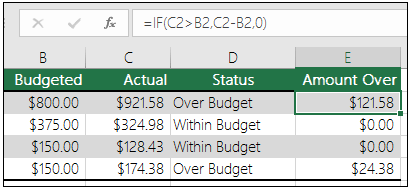 fx =IF(C2>B2,C2-B2,0)
B C D E
Budgeted Actual Status Amount Over
$800.00 $921.58 Over Budget $121.58
$375.00 $324.98 Within Budget $0.00
$150.00 $128.43 Within Budget $0.00
$150.00 $174.38 Over Budget $24.38